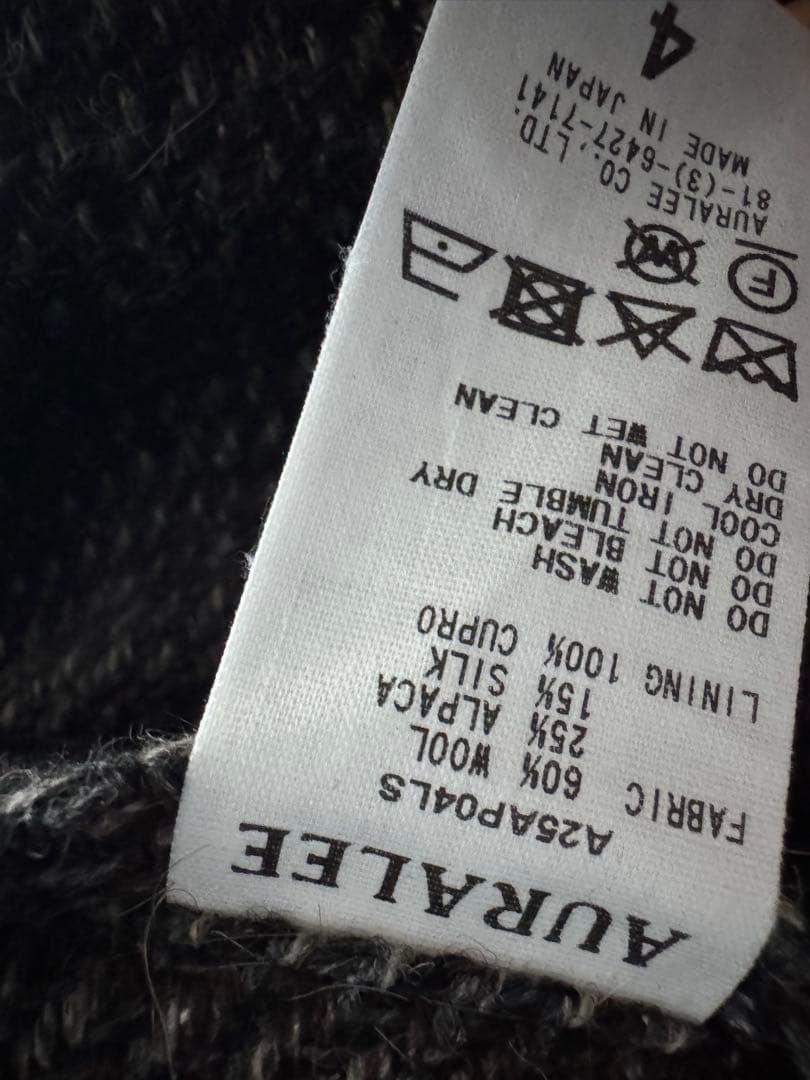 AURALEE
A25AP04LS
FABRIC 60% WOOL
25% ALPACA
15% SILK
LINING 100% CUPRO
DO NOT WASH
DO NOT BLEACH
DO NOT TUMBLE DRY
COOL IRON
DRY CLEAN
DO NOT WET CLEAN
F W
AURALEE CO., LTD.
81-(3)-6427-7141
MADE IN JAPAN
4